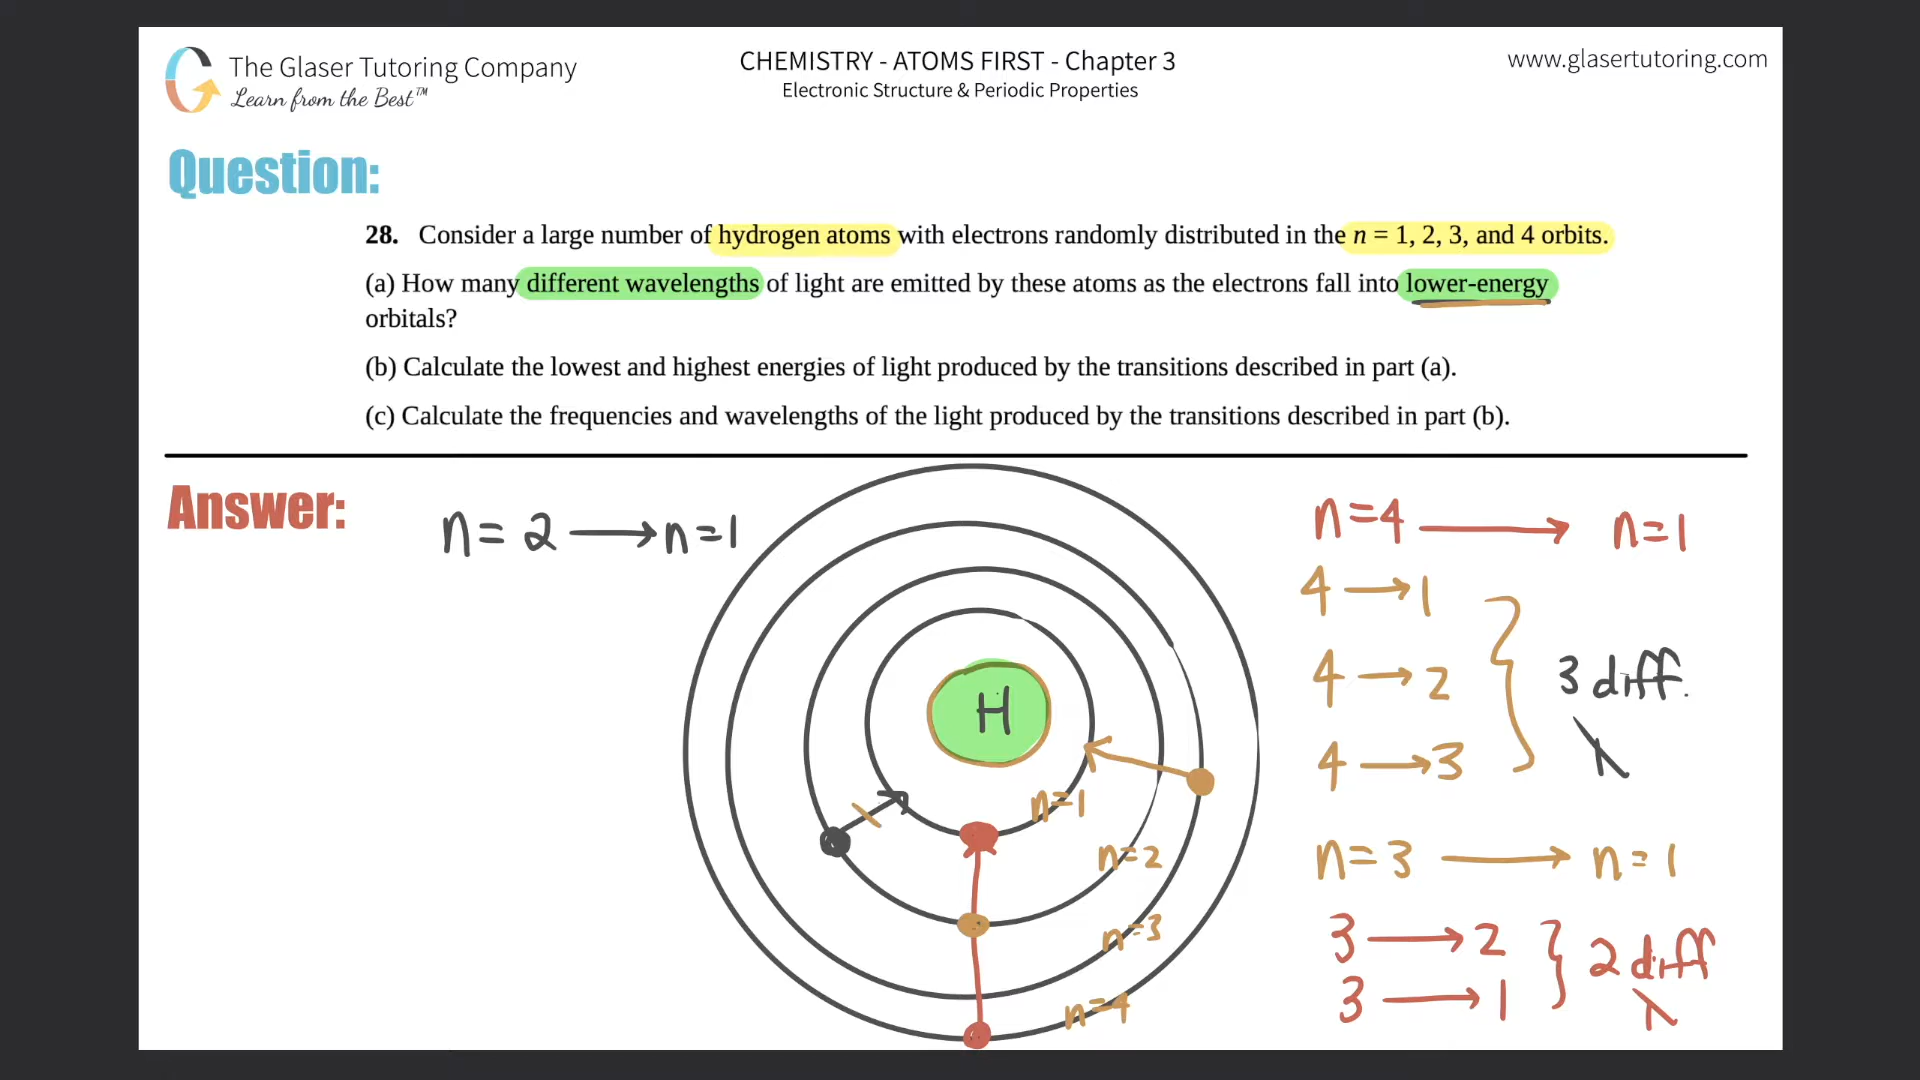 The Glaser Tutoring Company
Learn from the Best™
CHEMISTRY - ATOMS FIRST - Chapter 3
Electronic Structure & Periodic Properties
www.glasertutoring.com
Question:
28. Consider a large number of hydrogen atoms with electrons randomly distributed in the n = 1, 2, 3, and 4 orbits.
(a) How many different wavelengths of light are emitted by these atoms as the electrons fall into lower-energy
orbitals?
(b) Calculate the lowest and highest energies of light produced by the transitions described in part (a).
(c) Calculate the frequencies and wavelengths of the light produced by the transitions described in part (b).
Answer:
n = 2 → n = 1
H
n=1
n=2
n=3
n=4
n=4 → n=1
4 → 1
4 → 2
4 → 3
3 diff.
λ
n=3 → n=1
3 → 2
3 → 1
2 diff
λ